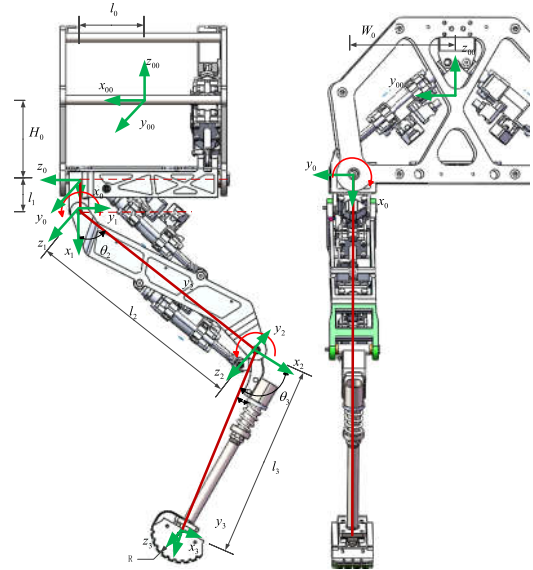 l₀
z₀₀
x₀₀
y₀₀
H₀
z₀
l₁
x₀
y₀
y₁
z₁
x₁
θ₂
l₂
y₂
z₂
x₂
θ₃
l₃
y₃
z₃
x₃
R
W₀
z₀₀
y₀₀
y₀
x₀